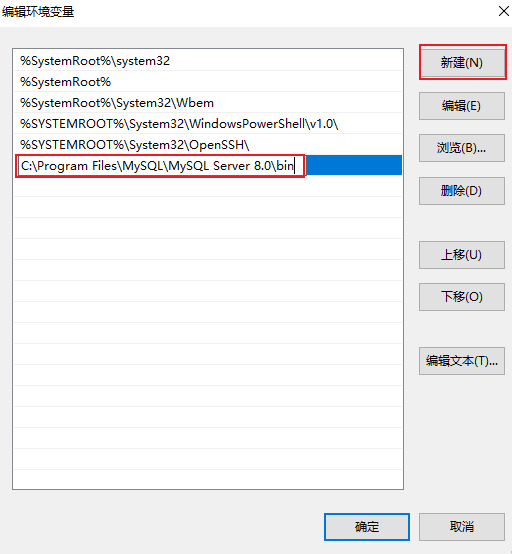 编辑环境变量
%SystemRoot%\system32
%SystemRoot%
%SystemRoot%\System32\Wbem
%SYSTEMROOT%\System32\WindowsPowerShell\v1.0\
%SYSTEMROOT%\System32\OpenSSH\
C:\Program Files\MySQL\MySQL Server 8.0\bin
新建(N)
编辑(E)
浏览(B)...
删除(D)
上移(U)
下移(O)
编辑文本(T)...
确定
取消